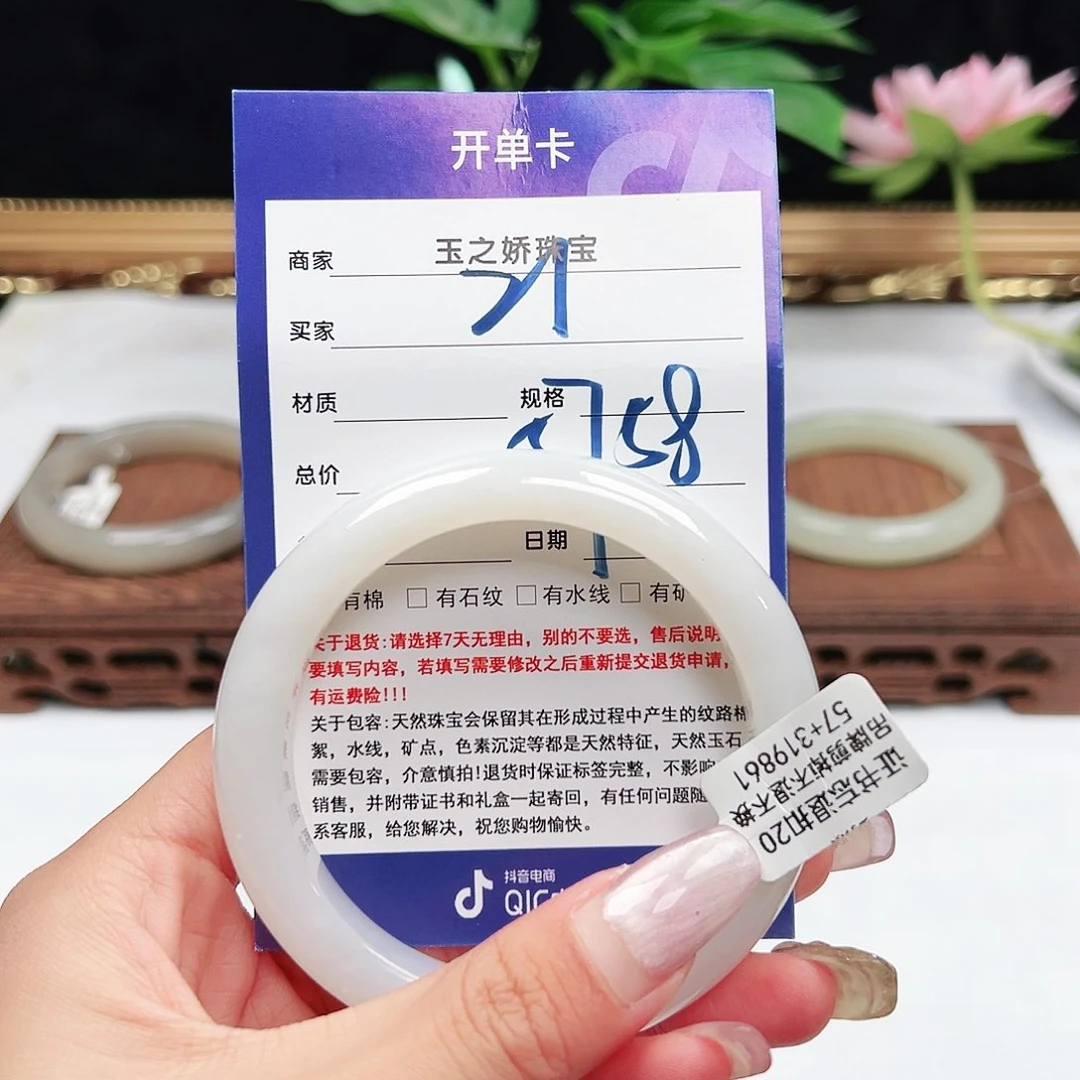 开单卡
商家 玉之娇珠宝
买家
材质 规格
总价 58
日期
有棉 □ 有石纹 □ 有水线 □ 有矿
关于退货:请选择7天无理由，别的不要选，售后说明
要填写内容，若填写需要修改之后重新提交退货申请，
有运费险!!!
关于包容:天然珠宝会保留其在形成过程中产生的纹路棉
絮，水线，矿点，色素沉淀等都是天然特征，天然玉石
需要包容，介意慎拍!退货时保证标签完整，不影响
销售，并附带证书和礼盒一起寄回，有任何问题随
系客服，给您解决，祝您购物愉快。
抖音电商
QIC
证书忘退扣20
吊牌剪掉不退不换
57+319861